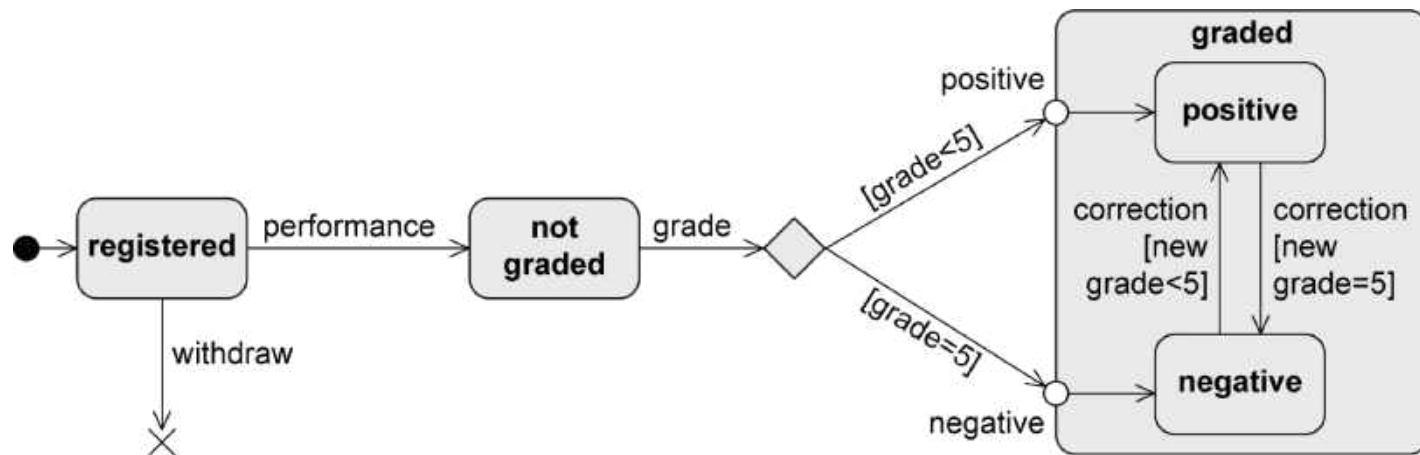 graded
positive
positive
[grade<5]
registered
performance
not
graded
grade
correction
[new
grade<5]
correction
[new
grade=5]
withdraw
[grade=5]
negative
negative